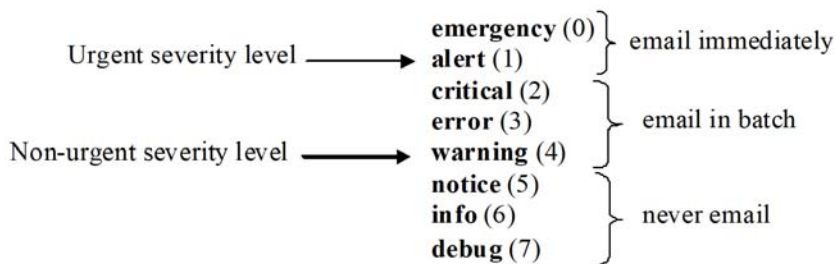 emergency (0)
email immediately
Urgent severity level
alert (1)
critical (2)
error (3)
email in batch
Non-urgent severity level
warning (4)
notice (5)
info (6)
never email
debug (7)